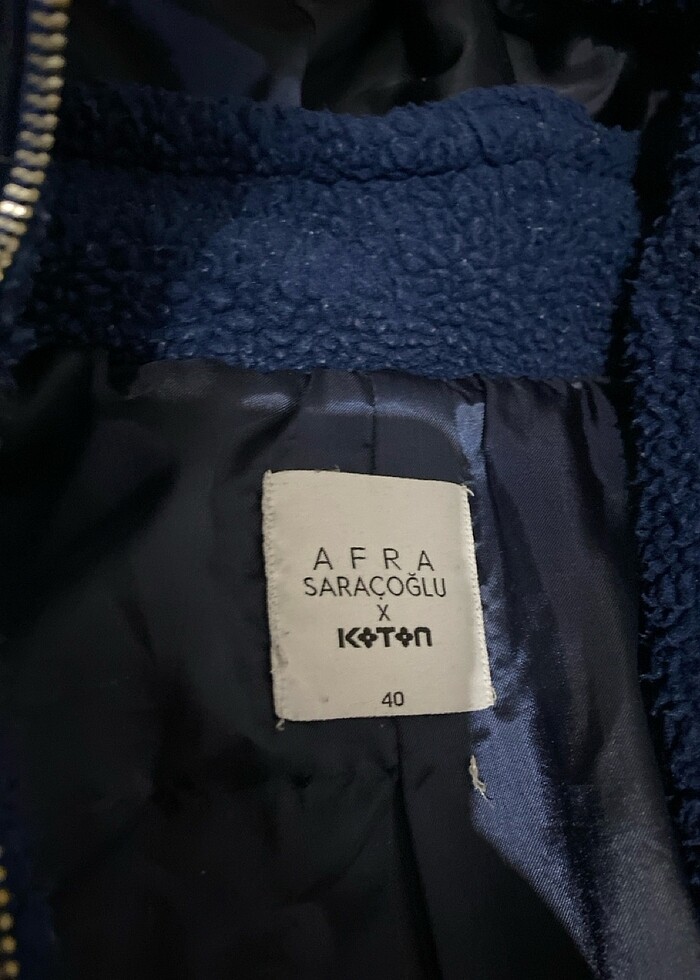 AFRA
SARAÇOĞLU
X
KOTON
40